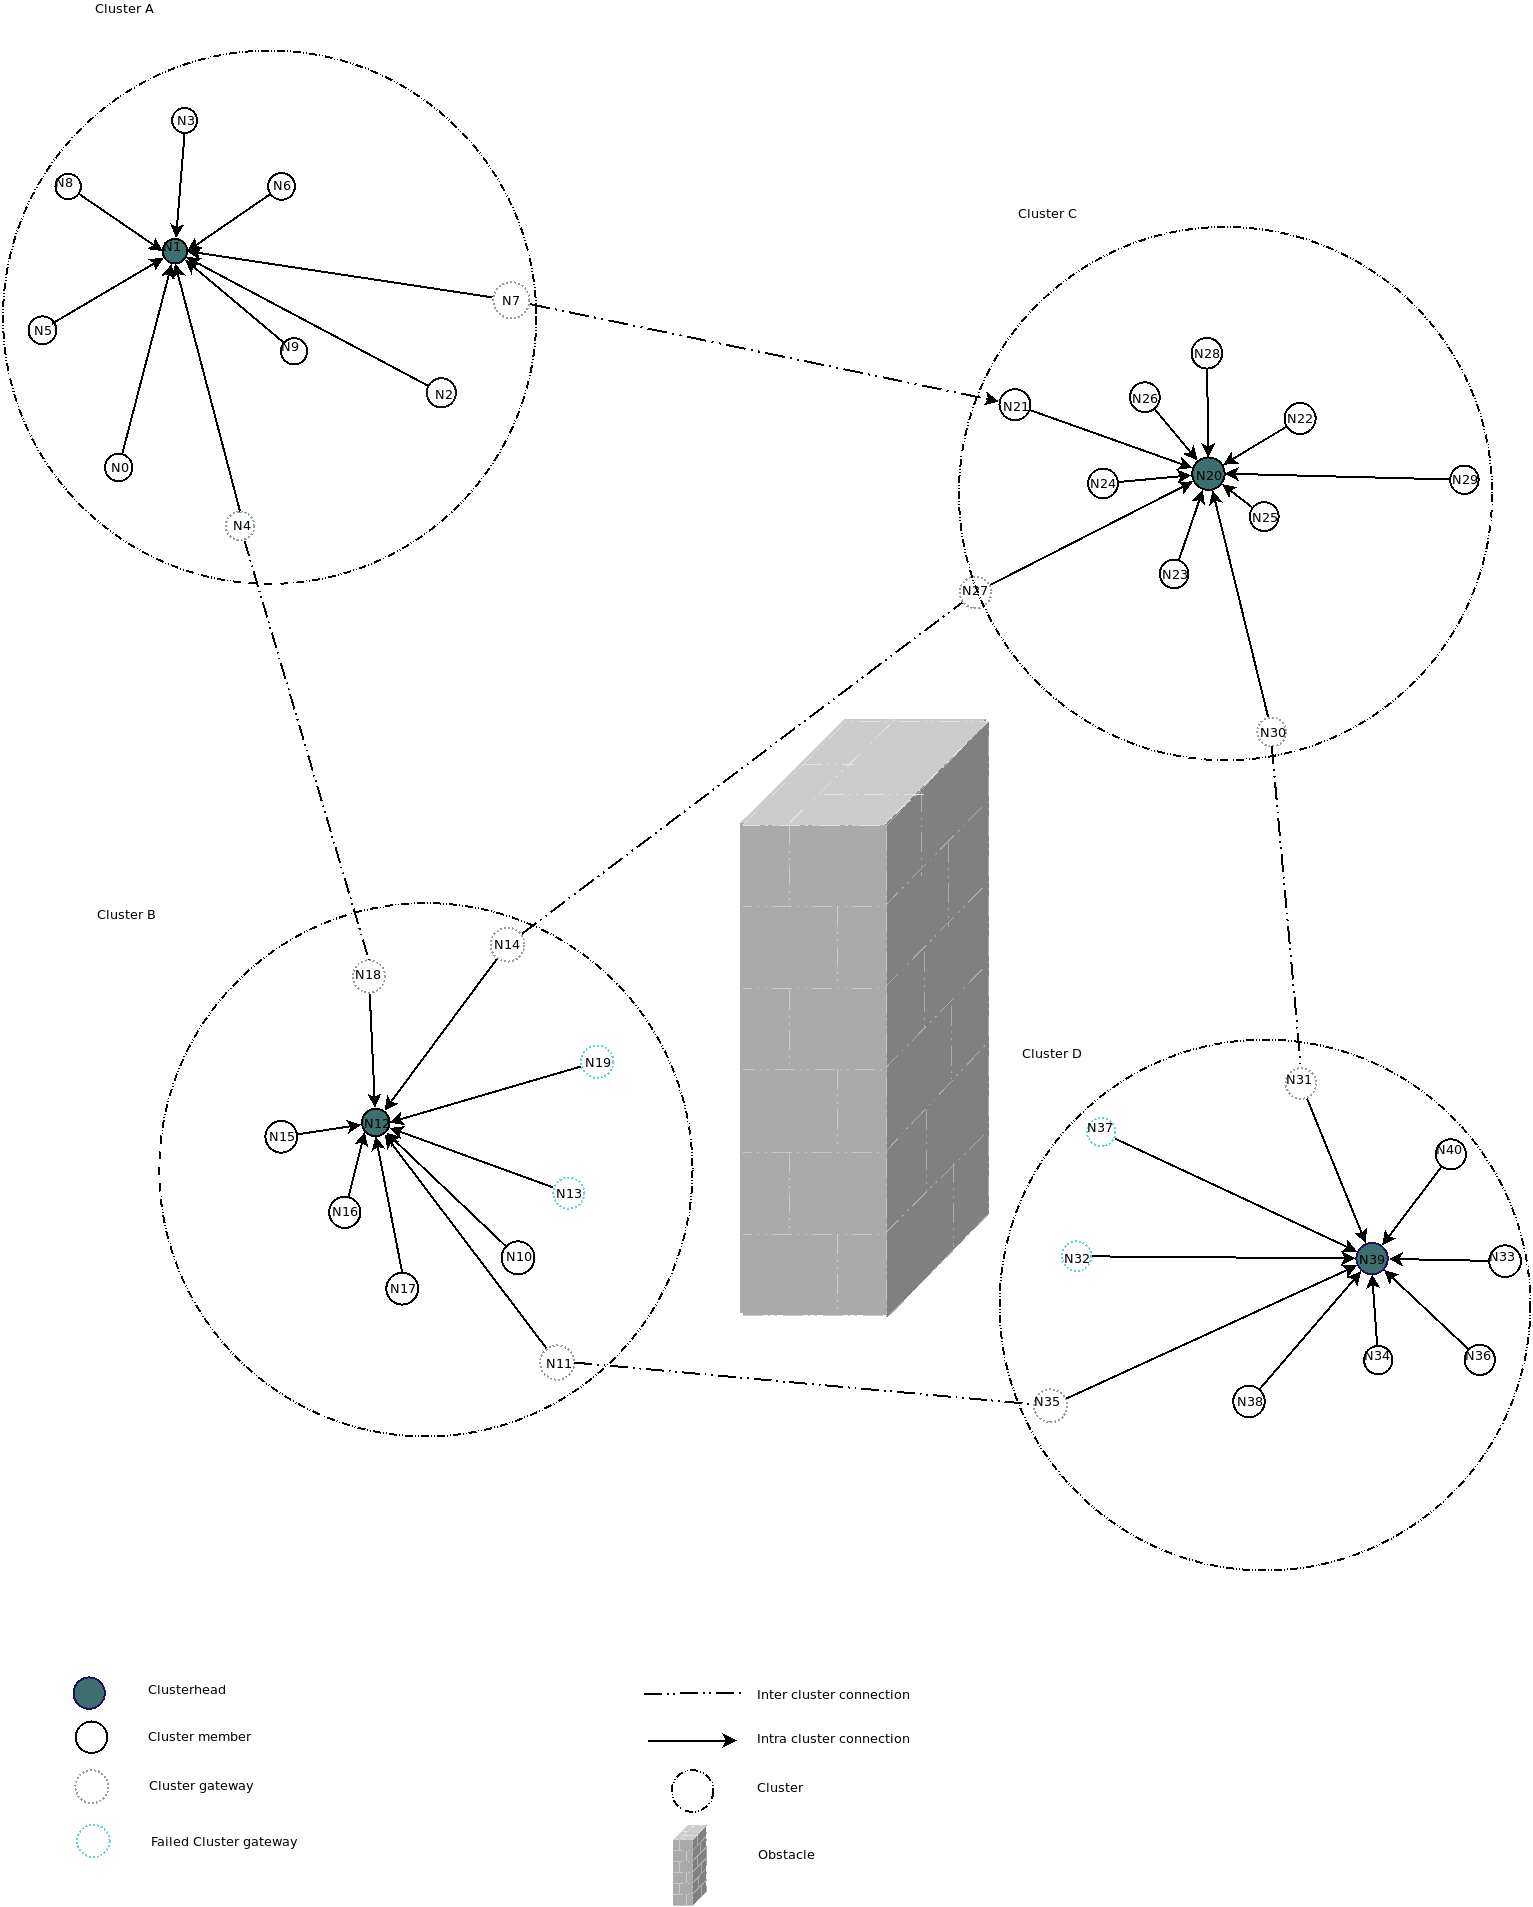 Cluster A
N3
N8
N6
N1
N7
N5
N9
N2
N0
N4
Cluster C
N28
N26
N21
N22
N20
N24
N29
N25
N23
N27
N30
Cluster B
N14
N18
N19
N12
N15
N13
N16
N10
N17
N11
Cluster D
N31
N37
N40
N32
N39
N33
N34
N36
N35
N38
Clusterhead
Cluster member
Cluster gateway
Failed Cluster gateway
Inter cluster connection
Intra cluster connection
Cluster
Obstacle